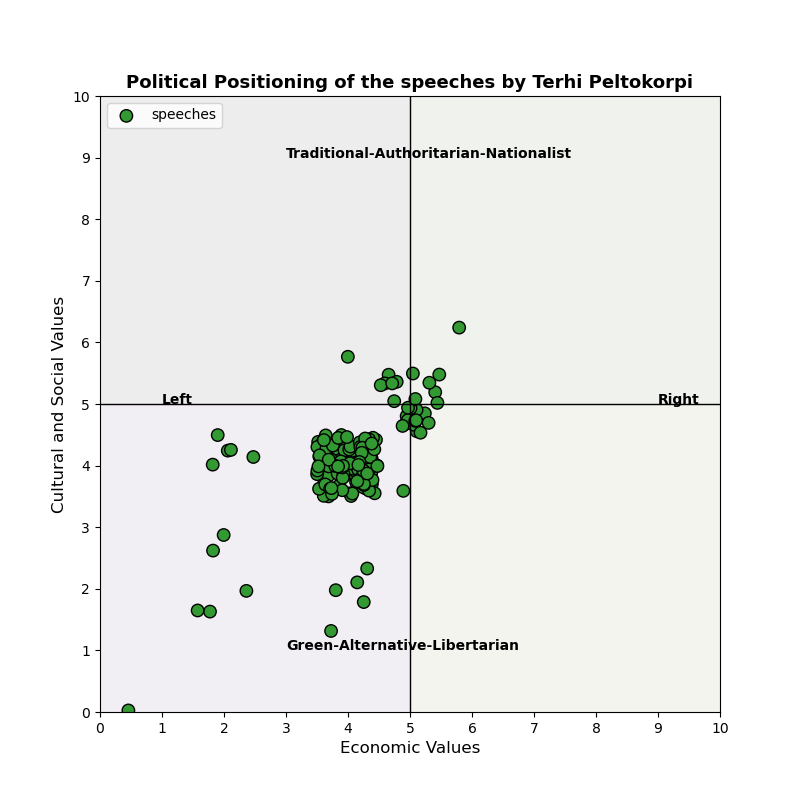 Political Positioning of the speeches by Terhi Peltokorpi
speeches
Traditional-Authoritarian-Nationalist
Left
Right
Green-Alternative-Libertarian
Cultural and Social Values
10
9
8
7
6
5
4
3
2
1
0
0 1 2 3 4 5 6 7 8 9 10
Economic Values